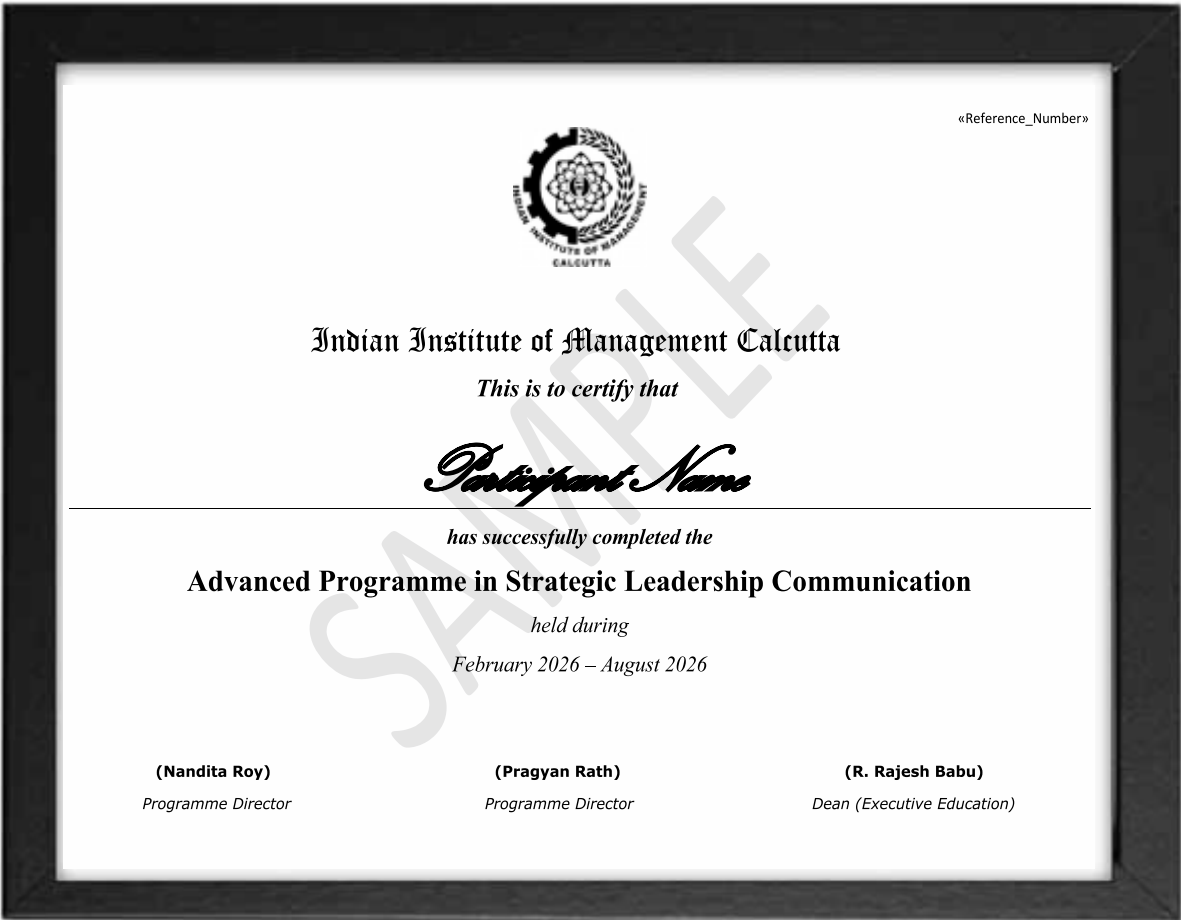 «Reference_Number»
INDIAN INSTITUTE OF MANAGEMENT
CALCUTTA
Indian Institute of Management Calcutta
This is to certify that
Participant Name
has successfully completed the
Advanced Programme in Strategic Leadership Communication
held during
February 2026 – August 2026
SAMPLE
(Nandita Roy) (Pragyan Rath) (R. Rajesh Babu)
Programme Director Programme Director Dean (Executive Education)